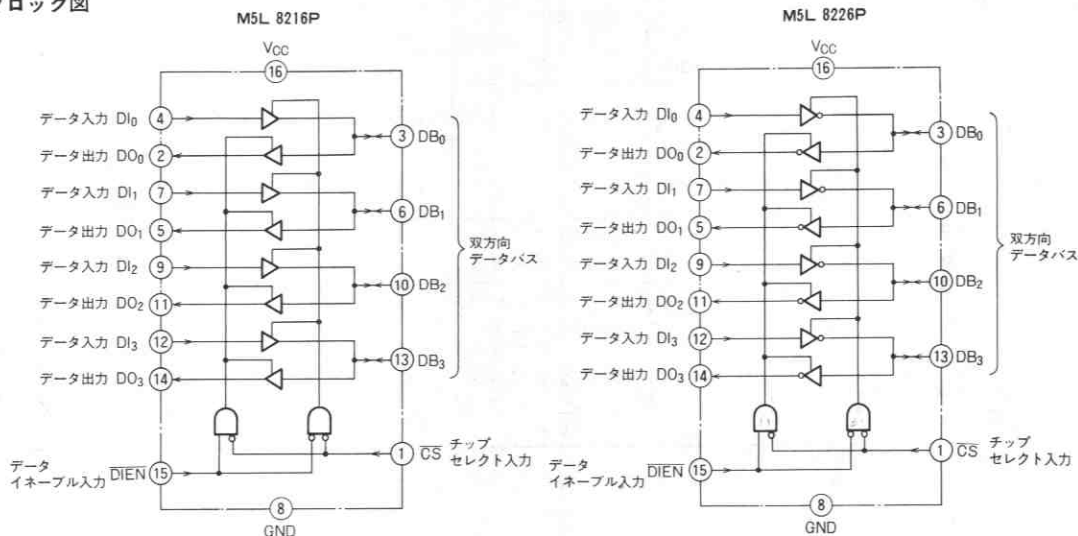 ブロック図
M5L 8216P
VCC
16
データ入力 DI0 4
3 DB0
データ出力 DO0 2
データ入力 DI1 7
6 DB1
データ出力 DO1 5
データ入力 DI2 9
10 DB2
データ出力 DO2 11
データ入力 DI3 12
13 DB3
データ出力 DO3 14
双方向
データバス
1 CS チップ
セレクト入力
データ
イネーブル入力 DIEN 15
8
GND
M5L 8226P
VCC
16
データ入力 DI0 4
3 DB0
データ出力 DO0 2
データ入力 DI1 7
6 DB1
データ出力 DO1 5
データ入力 DI2 9
10 DB2
データ出力 DO2 11
データ入力 DI3 12
13 DB3
データ出力 DO3 14
双方向
データバス
1 CS チップ
セレクト入力
データ
イネーブル入力 DIEN 15
8
GND